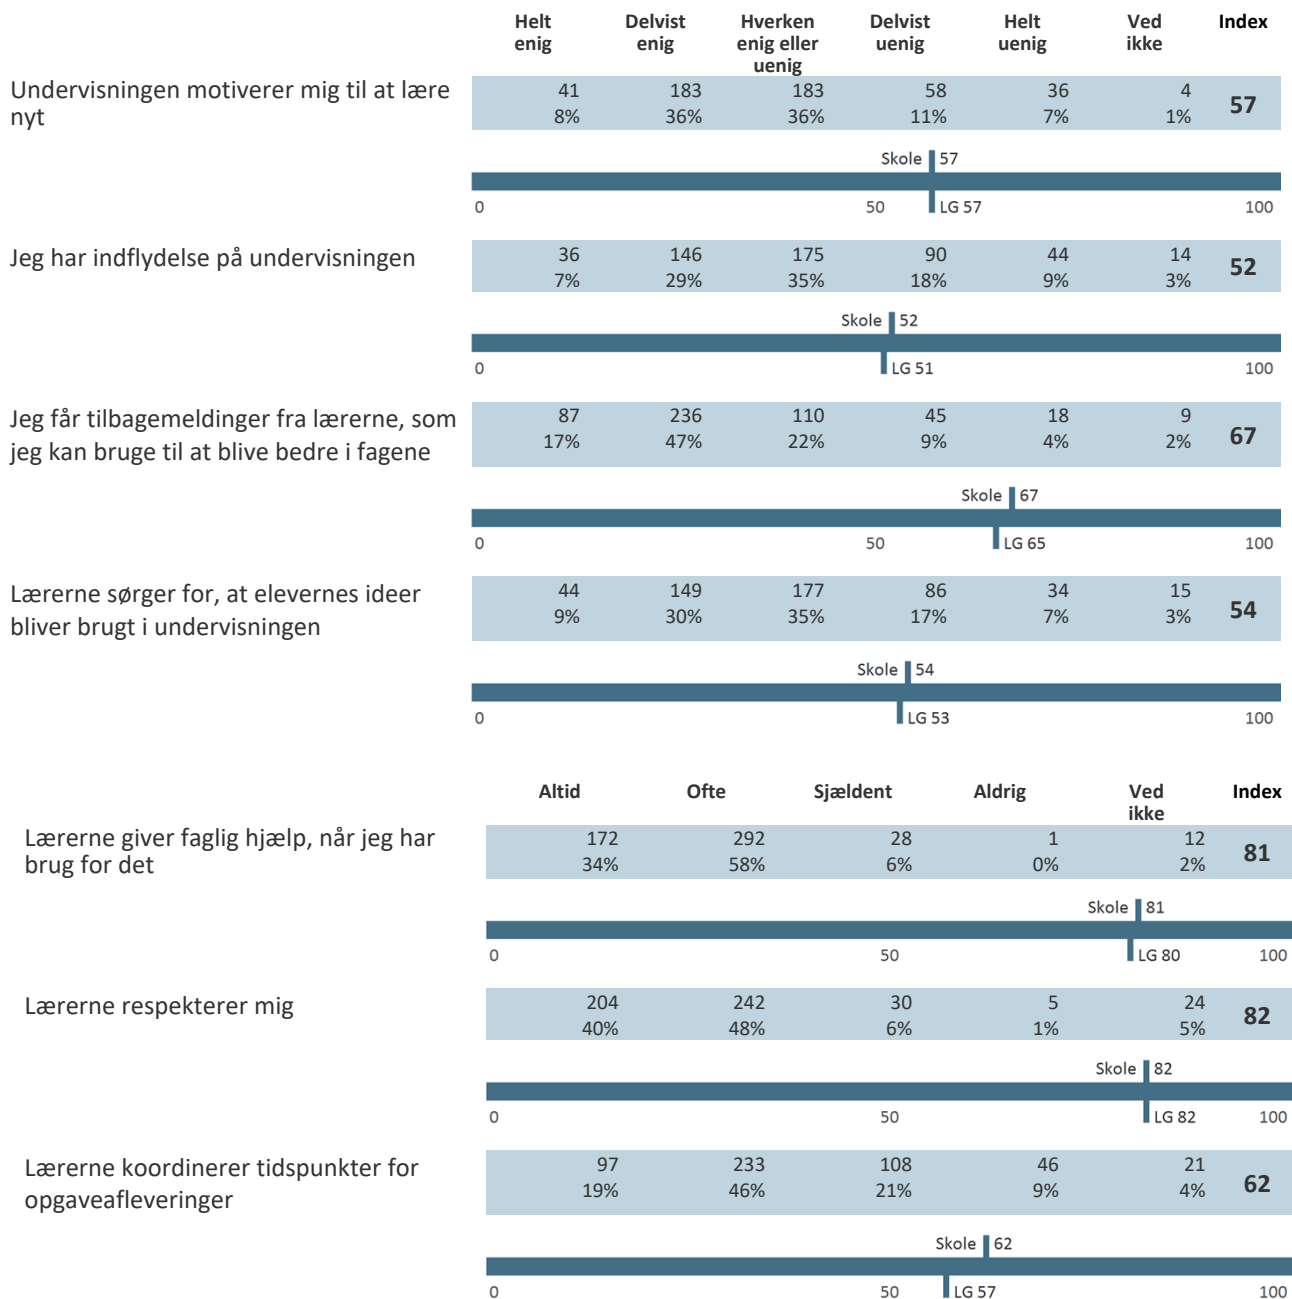 Helt Delvist Hverken Delvist Helt Ved Index
enig enig enig eller uenig uenig ikke
uenig
Undervisningen motiverer mig til at lære
nyt
41 183 183 58 36 4 57
8% 36% 36% 11% 7% 1%
Skole 57
0 50 LG 57 100
Jeg har indflydelse på undervisningen
36 146 175 90 44 14 52
7% 29% 35% 18% 9% 3%
Skole 52
0 LG 51 100
Jeg får tilbagemeldinger fra lærerne, som
jeg kan bruge til at blive bedre i fagene
87 236 110 45 18 9 67
17% 47% 22% 9% 4% 2%
Skole 67
0 50 LG 65 100
Lærerne sørger for, at elevernes ideer
bliver brugt i undervisningen
44 149 177 86 34 15 54
9% 30% 35% 17% 7% 3%
Skole 54
0 LG 53 100
Altid Ofte Sjældent Aldrig Ved Index
ikke
Lærerne giver faglig hjælp, når jeg har
brug for det
172 292 28 1 12 81
34% 58% 6% 0% 2%
Skole 81
0 50 LG 80 100
Lærerne respekterer mig
204 242 30 5 24 82
40% 48% 6% 1% 5%
Skole 82
0 50 LG 82 100
Lærerne koordinerer tidspunkter for
opgaveafleveringer
97 233 108 46 21 62
19% 46% 21% 9% 4%
Skole 62
0 50 LG 57 100